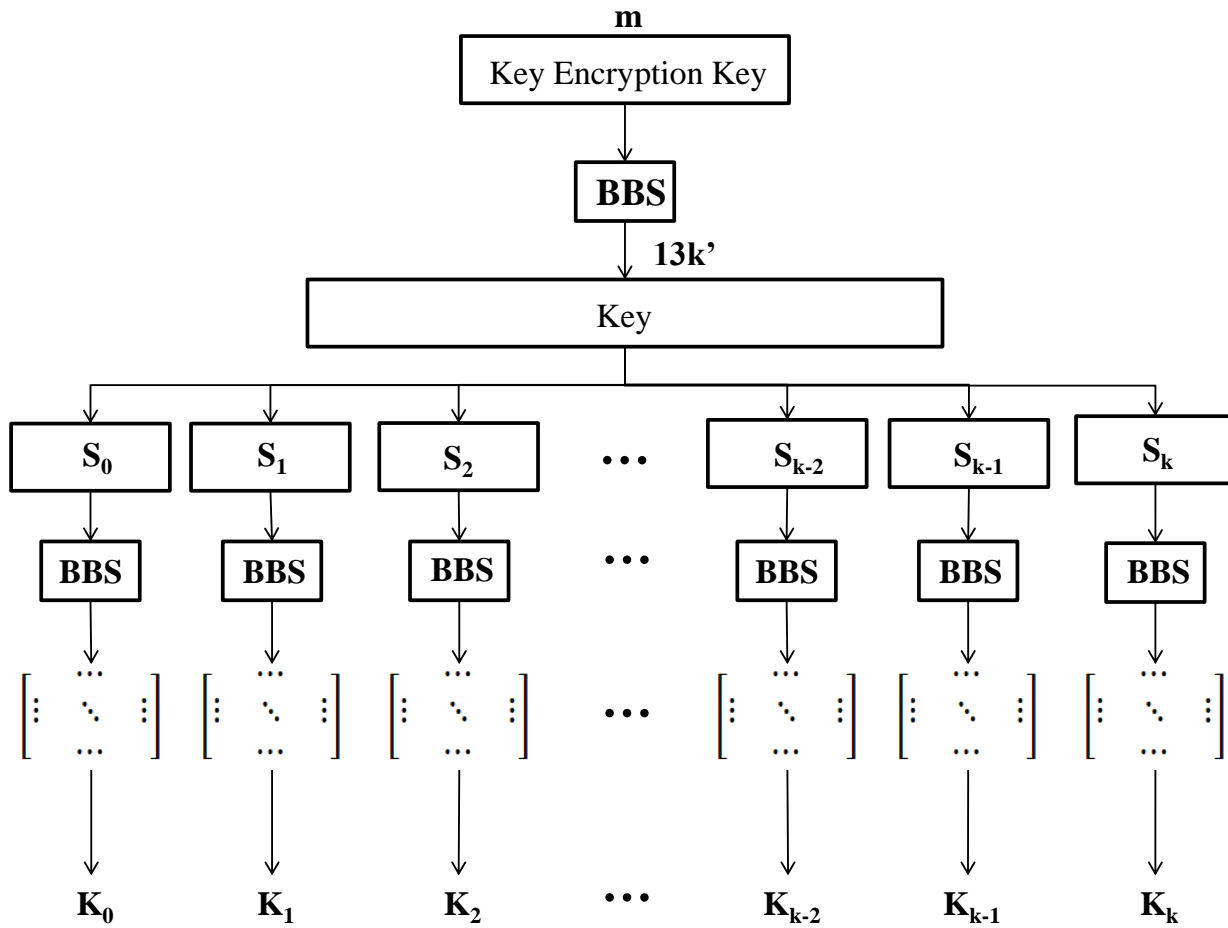 m
Key Encryption Key
BBS
13k’
Key
S₀ S₁ S₂ ... Sₖ₋₂ Sₖ₋₁ Sₖ
BBS BBS BBS ... BBS BBS BBS
[⋮ ... ⋱ ... ⋮] [⋮ ... ⋱ ... ⋮] [⋮ ... ⋱ ... ⋮] ... [⋮ ... ⋱ ... ⋮] [⋮ ... ⋱ ... ⋮] [⋮ ... ⋱ ... ⋮]
K₀ K₁ K₂ ... Kₖ₋₂ Kₖ₋₁ Kₖ